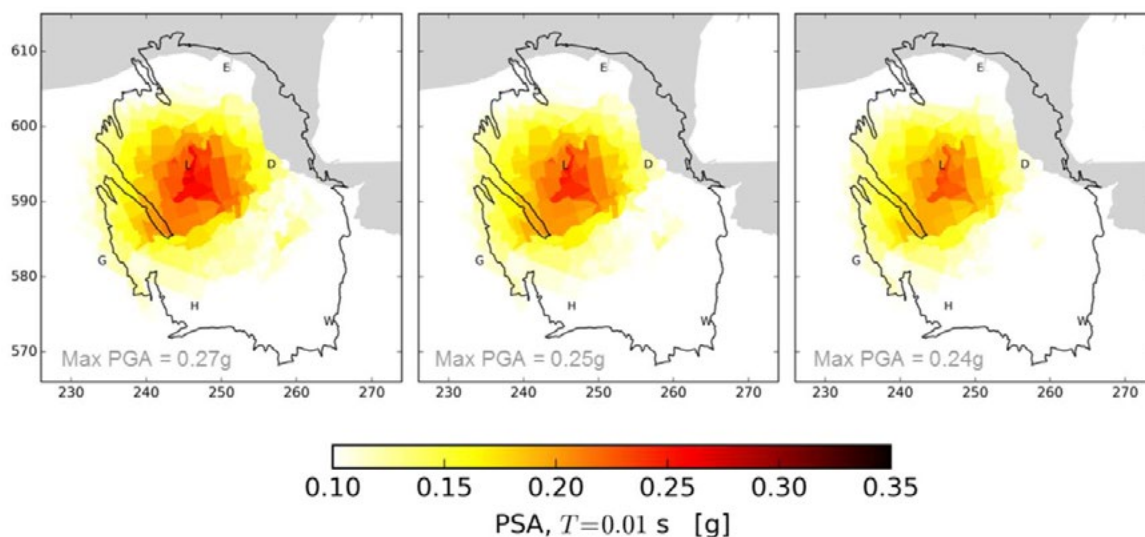 610
600
590
580
570
E
L
D
G
H
W
Max PGA = 0.27g
230 240 250 260 270
E
L
D
G
H
W
Max PGA = 0.25g
230 240 250 260 270
E
L
D
G
H
W
Max PGA = 0.24g
230 240 250 260 270
0.10 0.15 0.20 0.25 0.30 0.35
PSA, T=0.01 s [g]